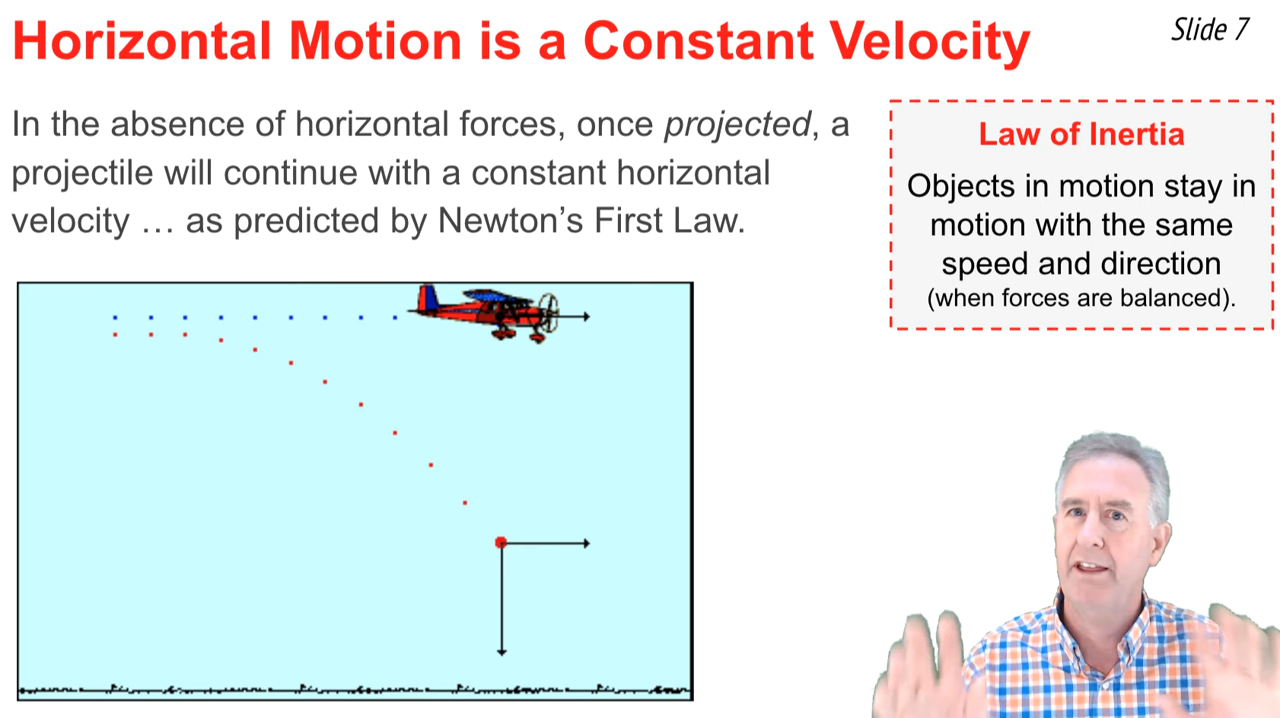 Horizontal Motion is a Constant Velocity
Slide 7
In the absence of horizontal forces, once projected, a
projectile will continue with a constant horizontal
velocity … as predicted by Newton’s First Law.
Law of Inertia
Objects in motion stay in
motion with the same
speed and direction
(when forces are balanced).